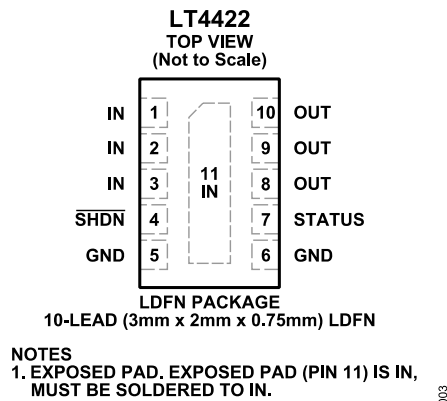 LT4422
TOP VIEW
(Not to Scale)
IN 1 10 OUT
IN 2 9 OUT
IN 3 8 OUT
11
IN
SHDN 4 7 STATUS
GND 5 6 GND
LDFN PACKAGE
10-LEAD (3mm x 2mm x 0.75mm) LDFN
NOTES
1. EXPOSED PAD. EXPOSED PAD (PIN 11) IS IN,
MUST BE SOLDERED TO IN.
003